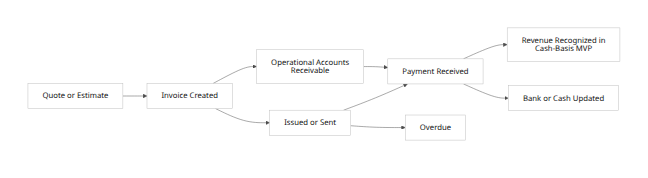 Quote or Estimate
Invoice Created
Operational Accounts
Receivable
Issued or Sent
Payment Received
Overdue
Revenue Recognized in
Cash-Basis MVP
Bank or Cash Updated